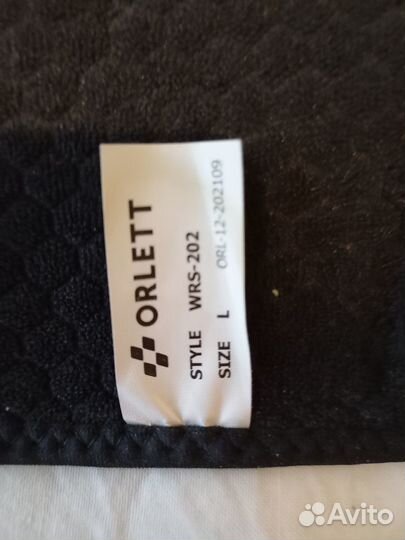 ORLETT
STYLE WRS-202
SIZE L ORL-12-202109
Avito